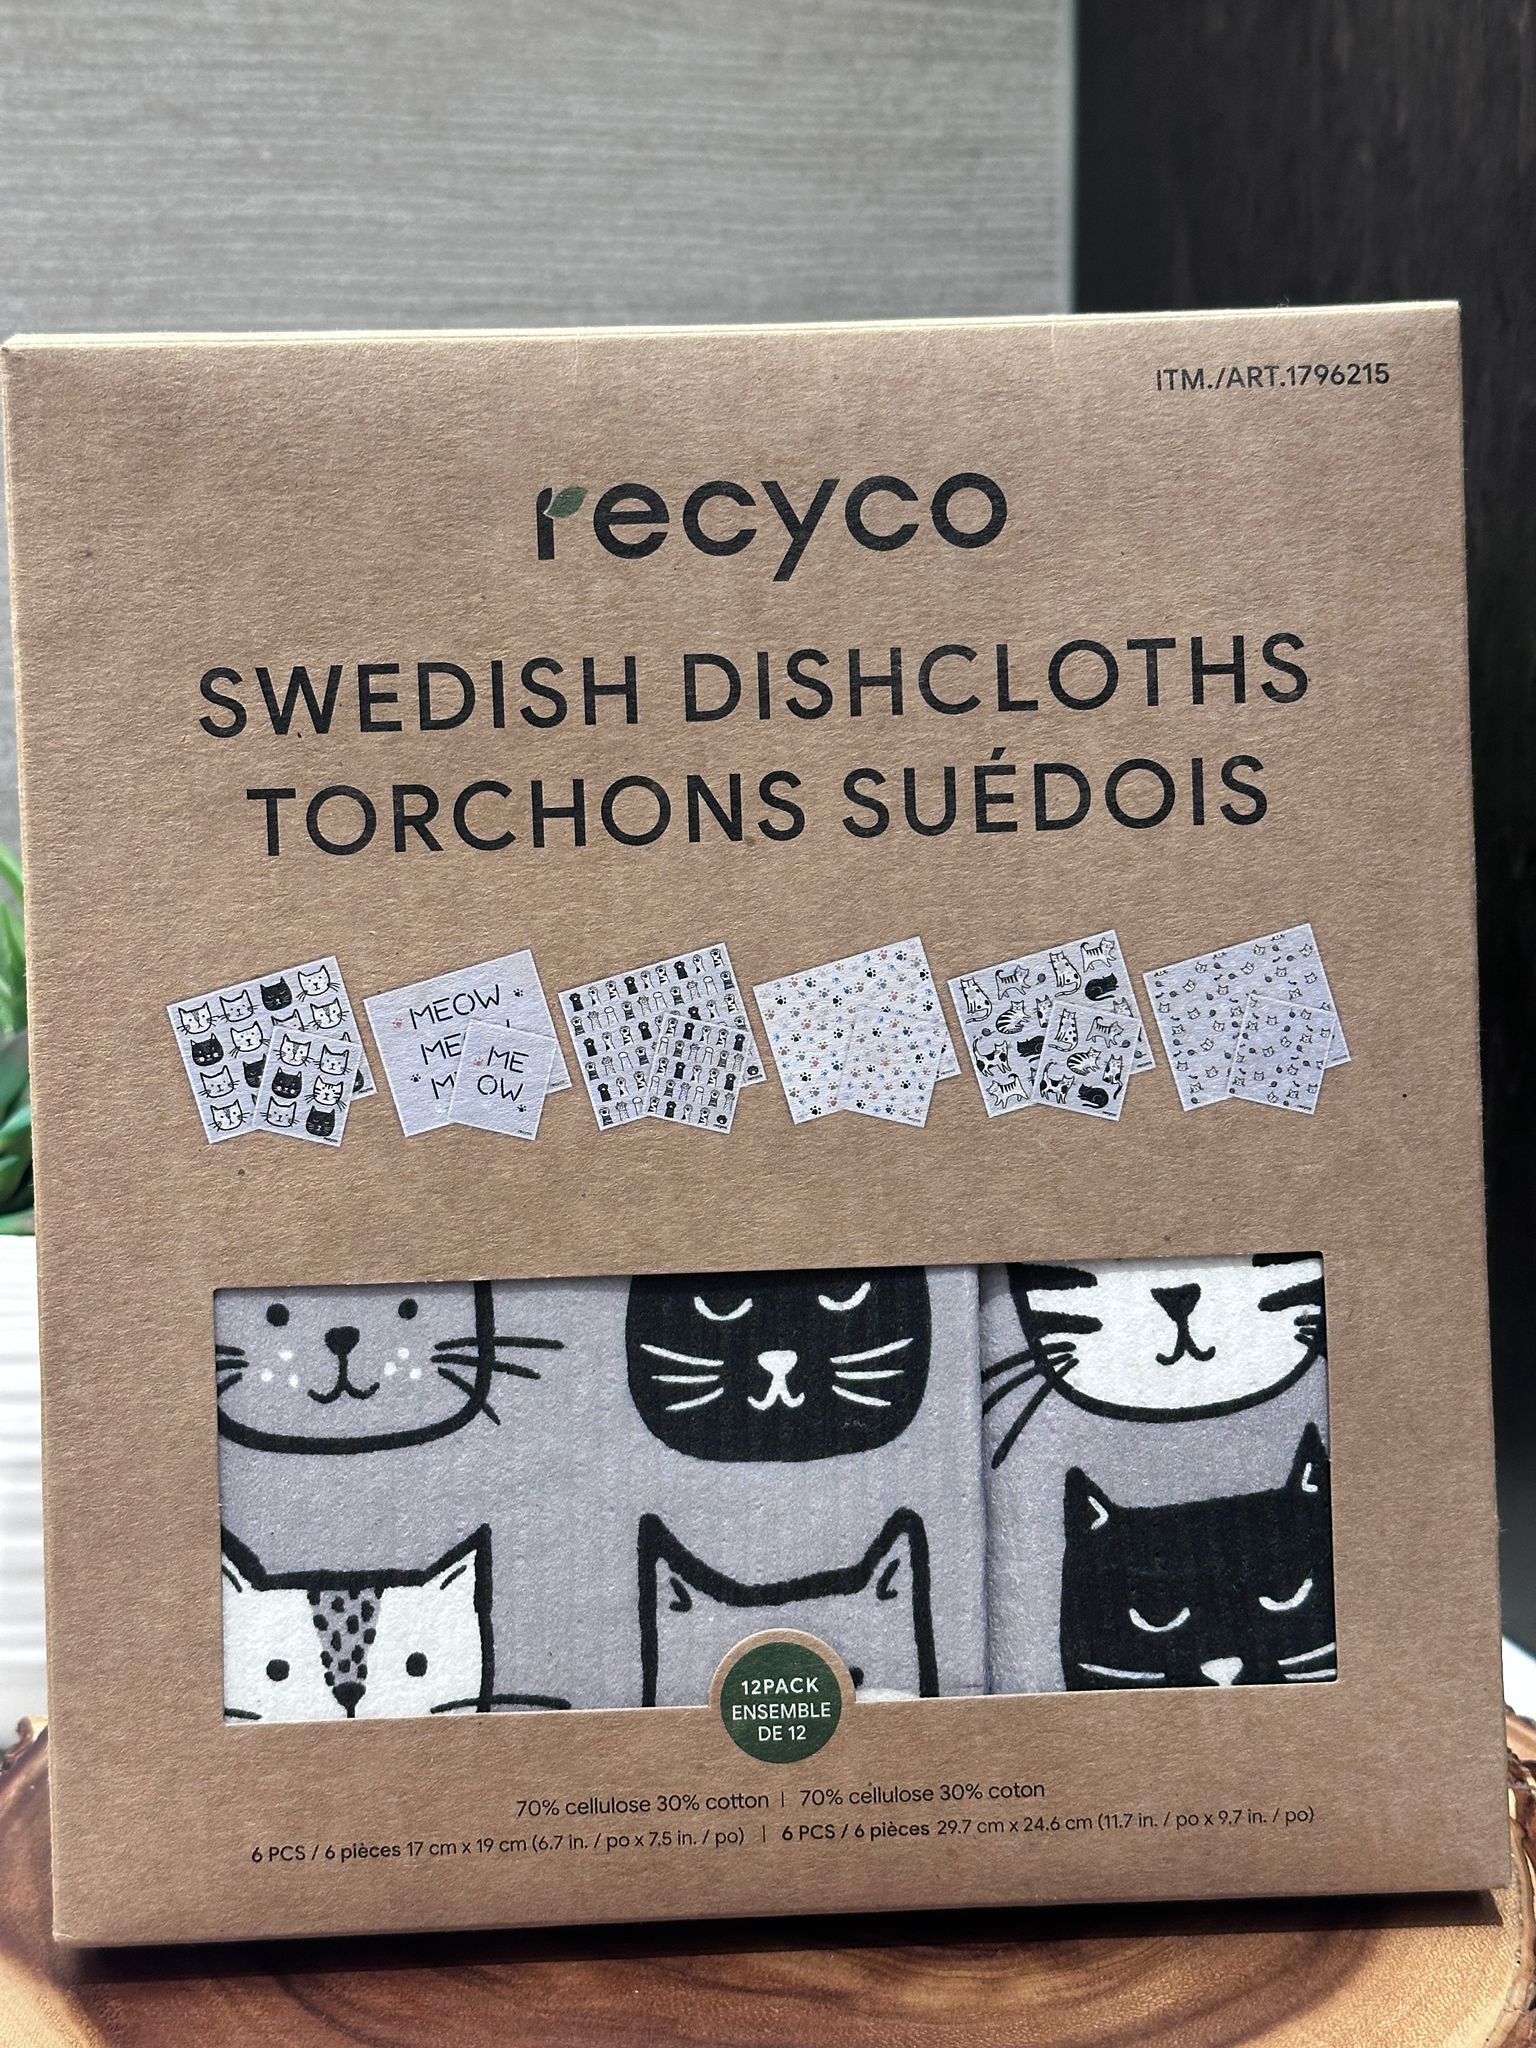 ITM./ART.1796215
recyco
SWEDISH DISHCLOTHS
TORCHONS SUÉDOIS
MEOW
ME
ME
OW
12PACK
ENSEMBLE
DE 12
70% cellulose 30% cotton | 70% cellulose 30% coton
6 PCS / 6 pièces 17 cm x 19 cm (6.7 in. / po x 7.5 in. / po) | 6 PCS / 6 pièces 29.7 cm x 24.6 cm (11.7 in. / po x 9.7 in. / po)